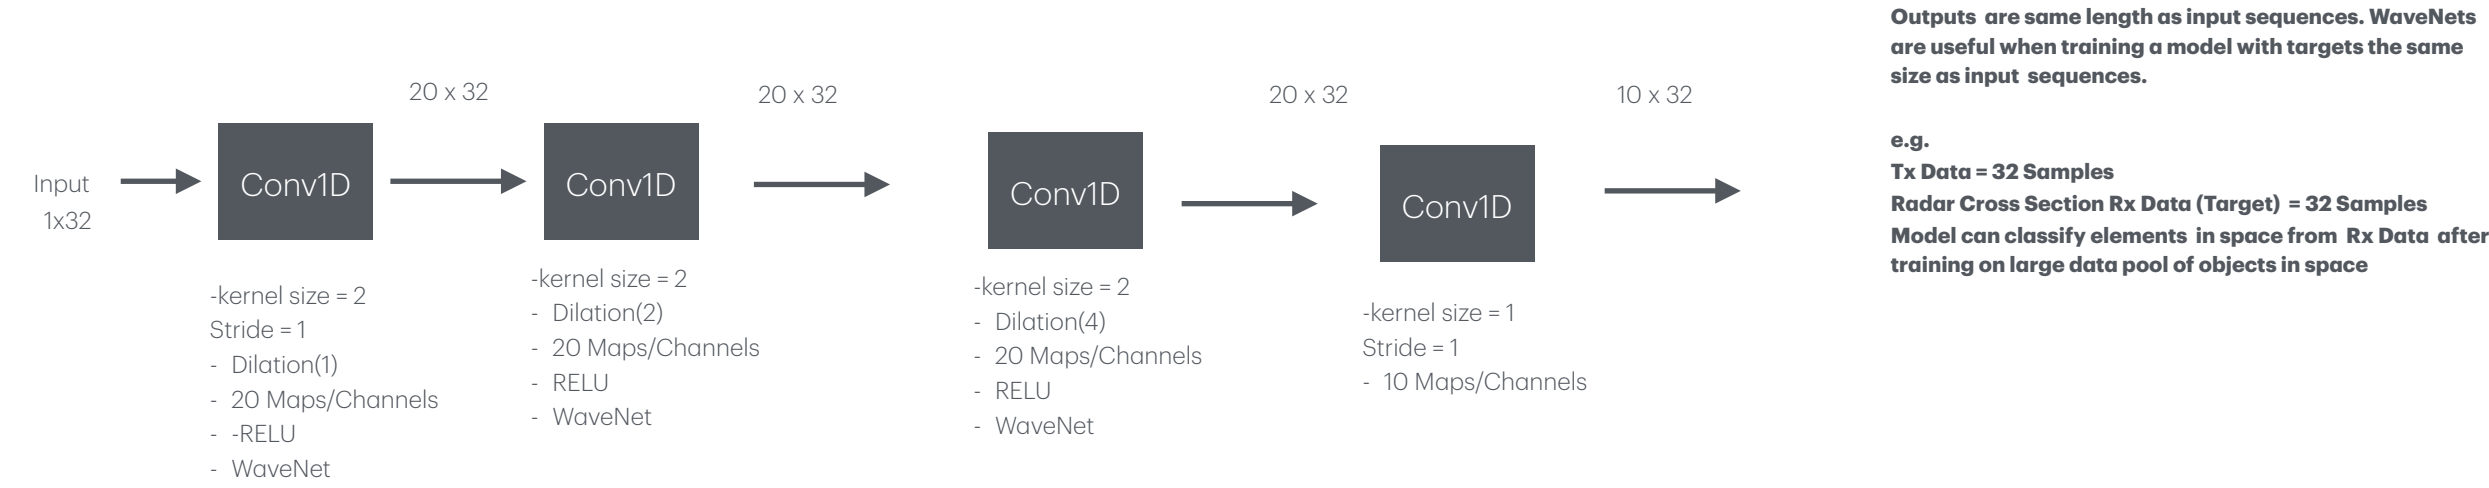 Input
1x32
Conv1D
-kernel size = 2
Stride = 1
- Dilation(1)
- 20 Maps/Channels
- -RELU
- WaveNet
20 x 32
Conv1D
-kernel size = 2
- Dilation(2)
- 20 Maps/Channels
- RELU
- WaveNet
20 x 32
Conv1D
-kernel size = 2
- Dilation(4)
- 20 Maps/Channels
- RELU
- WaveNet
20 x 32
Conv1D
-kernel size = 1
Stride = 1
- 10 Maps/Channels
10 x 32
Outputs are same length as input sequences. WaveNets
are useful when training a model with targets the same
size as input sequences.
e.g.
Tx Data = 32 Samples
Radar Cross Section Rx Data (Target) = 32 Samples
Model can classify elements in space from Rx Data after
training on large data pool of objects in space